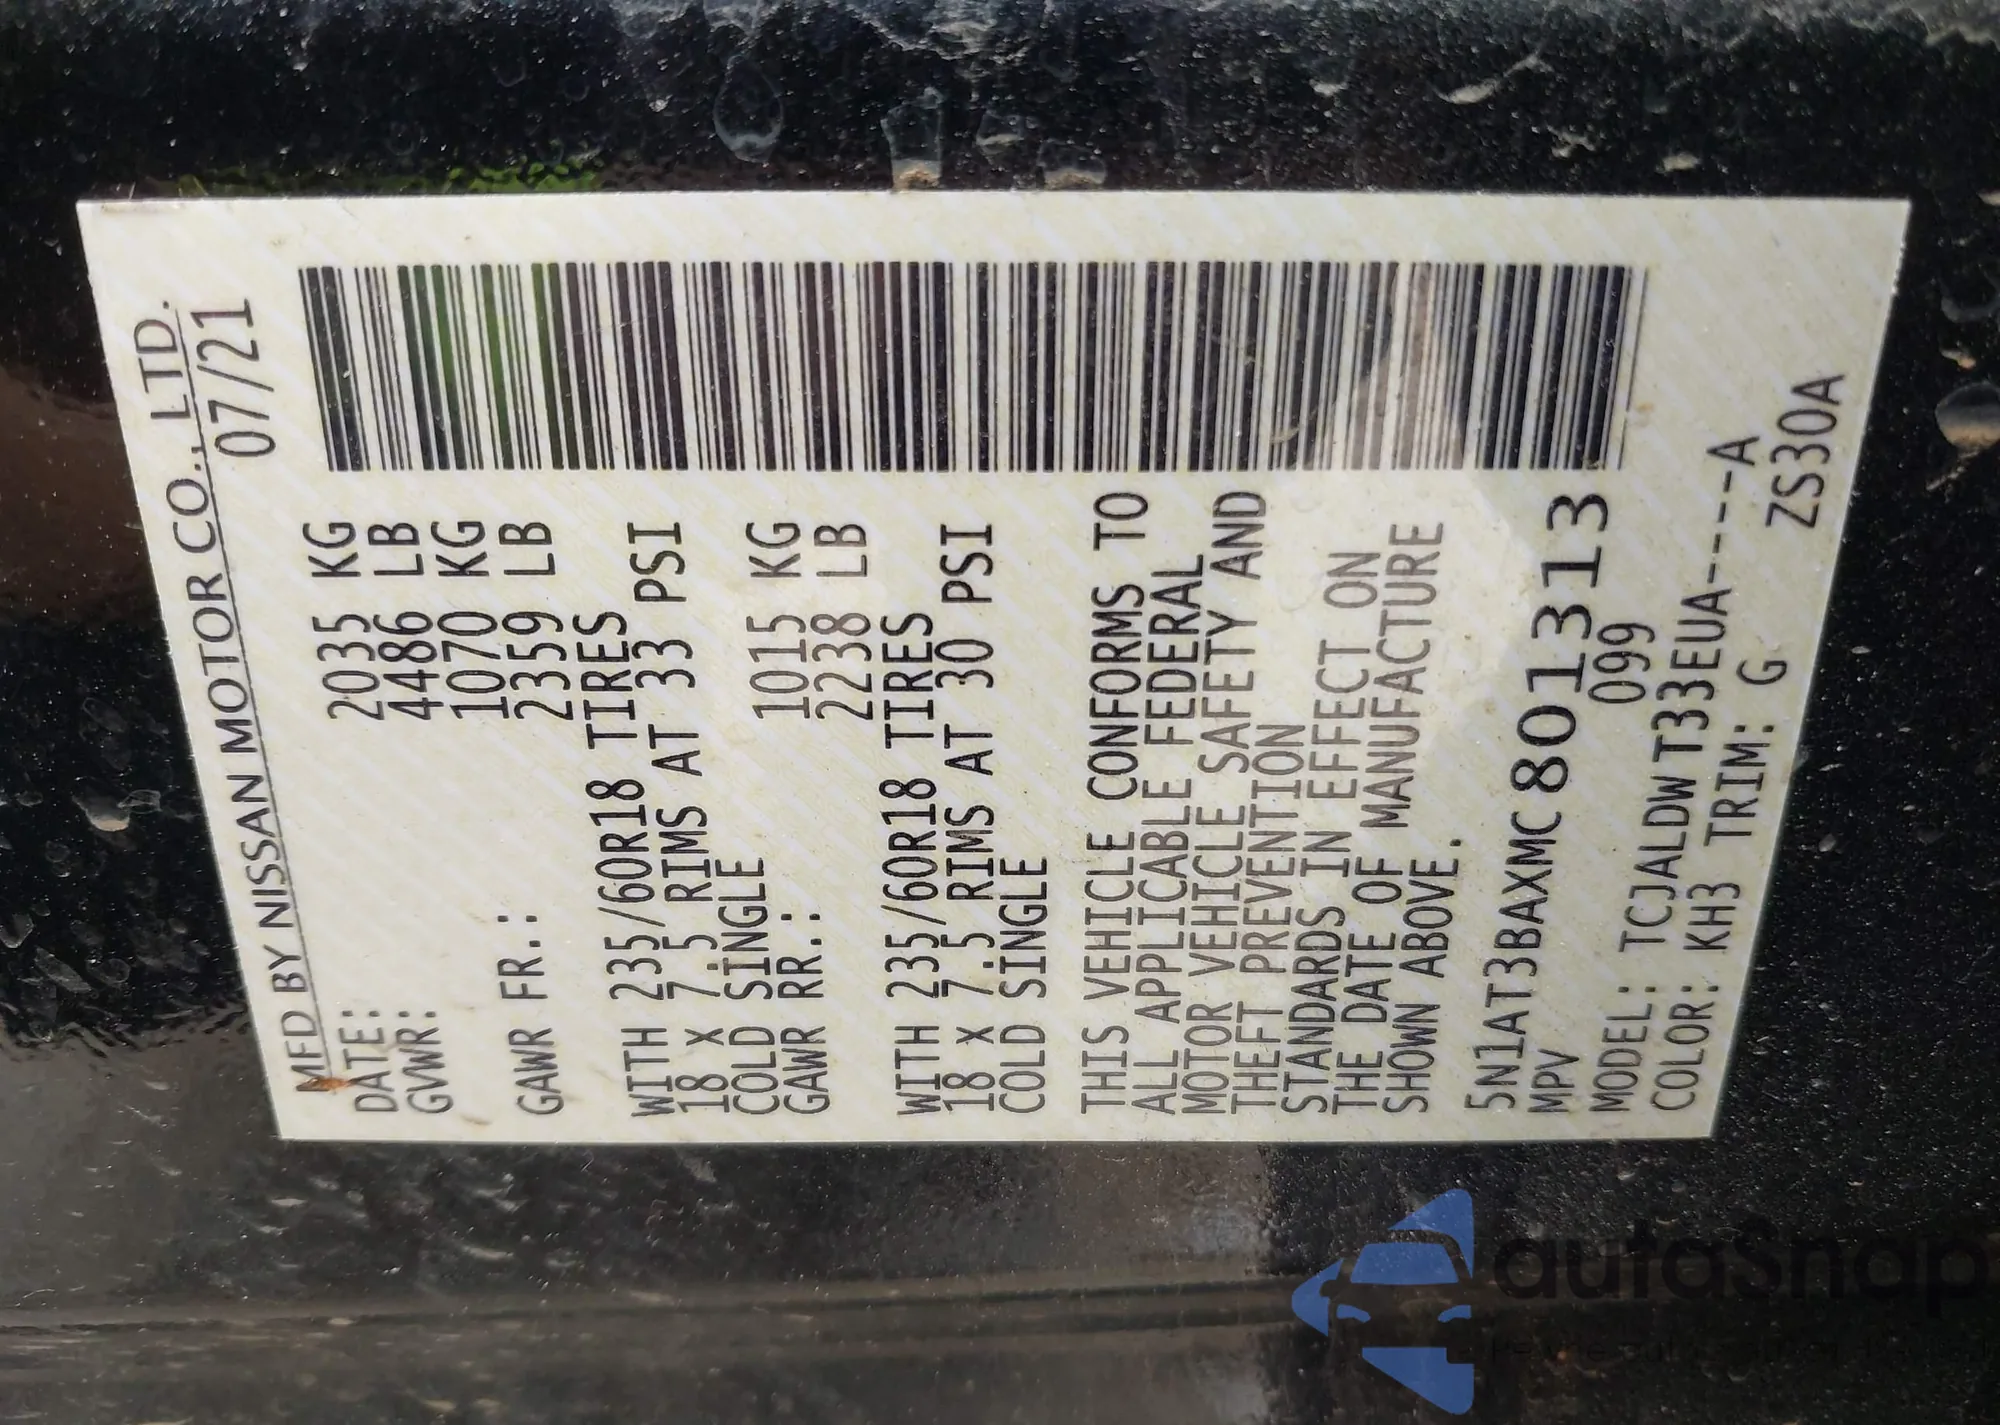 MFD BY NISSAN MOTOR CO., LTD.
DATE: 07/21
GVWR: 2035 KG
4486 LB
GAWR FR.: 1070 KG
2359 LB
WITH 235/60R18 TIRES
18 x 7.5 RIMS AT 33 PSI
COLD SINGLE
GAWR RR.: 1015 KG
2238 LB
WITH 235/60R18 TIRES
18 x 7.5 RIMS AT 30 PSI
COLD SINGLE
THIS VEHICLE CONFORMS TO
ALL APPLICABLE FEDERAL
MOTOR VEHICLE SAFETY AND
THEFT PREVENTION
STANDARDS IN EFFECT ON
THE DATE OF MANUFACTURE
SHOWN ABOVE.
5N1AT3BAXMC801313
MPV 099
MODEL: TCJALDWT33EUA-----A
COLOR: KH3 TRIM: G
ZS30A
autoSnap